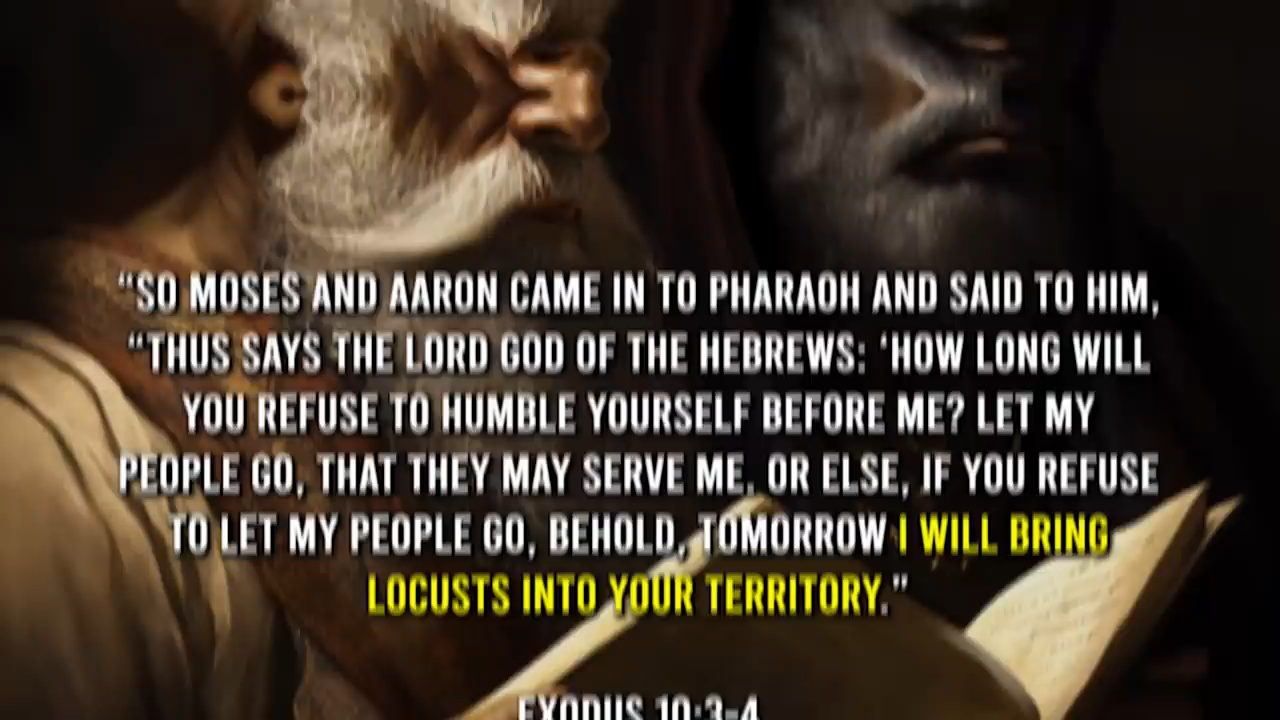 “SO MOSES AND AARON CAME IN TO PHARAOH AND SAID TO HIM,
“THUS SAYS THE LORD GOD OF THE HEBREWS: ‘HOW LONG WILL
YOU REFUSE TO HUMBLE YOURSELF BEFORE ME? LET MY
PEOPLE GO, THAT THEY MAY SERVE ME. OR ELSE, IF YOU REFUSE
TO LET MY PEOPLE GO, BEHOLD, TOMORROW I WILL BRING
LOCUSTS INTO YOUR TERRITORY.”
EXODUS 10:3-4